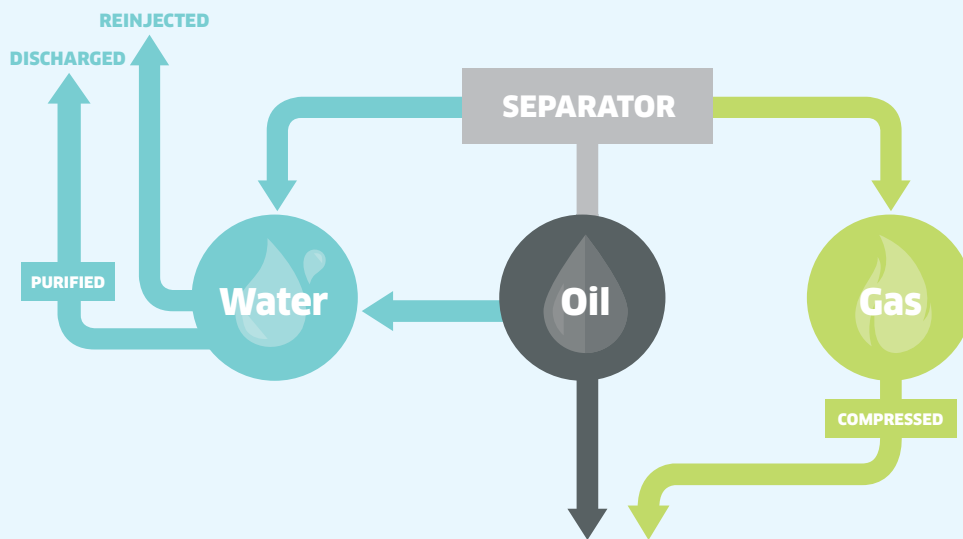 REINJECTED
DISCHARGED
SEPARATOR
PURIFIED
Water
Oil
Gas
COMPRESSED